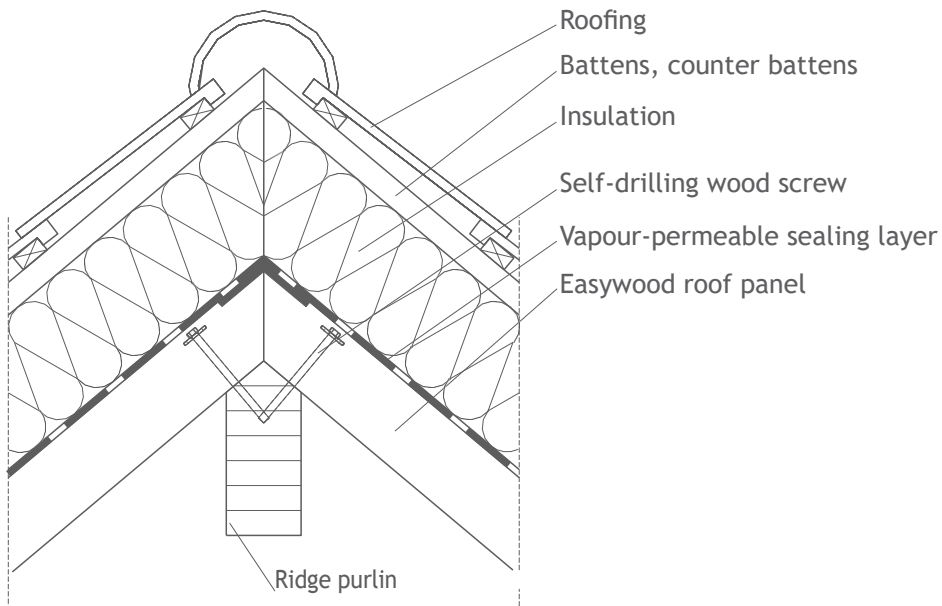 Roofing
Battens, counter battens
Insulation
Self-drilling wood screw
Vapour-permeable sealing layer
Easywood roof panel
Ridge purlin